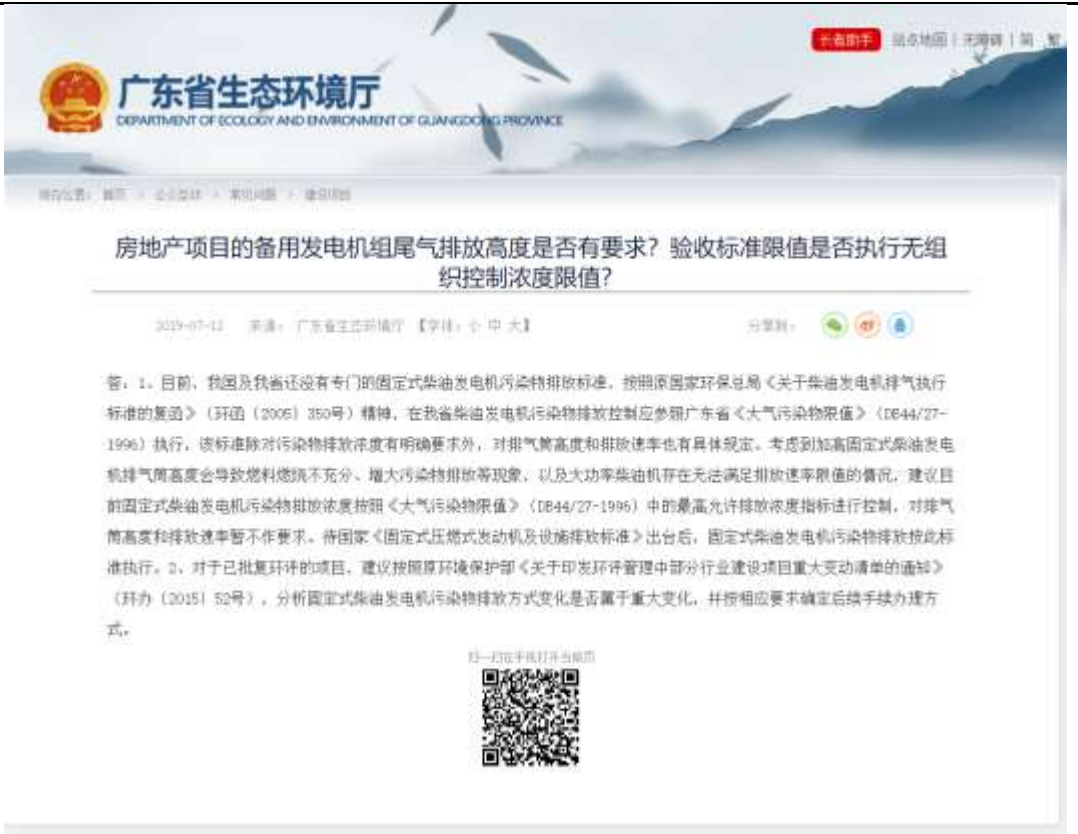 长者助手 站点地图 | 无障碍 | 简 繁
广东省生态环境厅
DEPARTMENT OF ECOLOGY AND ENVIRONMENT OF GUANGDONG PROVINCE
现在位置： 首页 > 公众互动 > 常见问题 > 建设项目
房地产项目的备用发电机组尾气排放高度是否有要求？验收标准限值是否执行无组
织控制浓度限值？
2019-07-12 来源：广东省生态环境厅 【字体：小 中 大】 分享到：
答：1、目前，我国及我省还没有专门的固定式柴油发电机污染物排放标准，按照原国家环保总局《关于柴油发电机排气执行
标准的复函》（环函〔2005〕350号）精神，在我省柴油发电机污染物排放控制应参照广东省《大气污染物限值》（DB44/27-
1996）执行，该标准除对污染物排放浓度有明确要求外，对排气筒高度和排放速率也有具体规定。考虑到加高固定式柴油发电
机排气筒高度会导致燃料燃烧不充分、增大污染物排放等现象，以及大功率柴油机存在无法满足排放速率限值的情况，建议目
前固定式柴油发电机污染物排放浓度按照《大气污染物限值》（DB44/27-1996）中的最高允许排放浓度指标进行控制，对排气
筒高度和排放速率暂不作要求。待国家《固定式压燃式发动机及设施排放标准》出台后，固定式柴油发电机污染物排放按此标
准执行。2、对于已批复环评的项目，建议按照原环境保护部《关于印发环评管理中部分行业建设项目重大变动清单的通知》
（环办〔2015〕52号），分析固定式柴油发电机污染物排放方式变化是否属于重大变化，并按相应要求确定后续手续办理方
式。
扫一扫在手机打开当前页